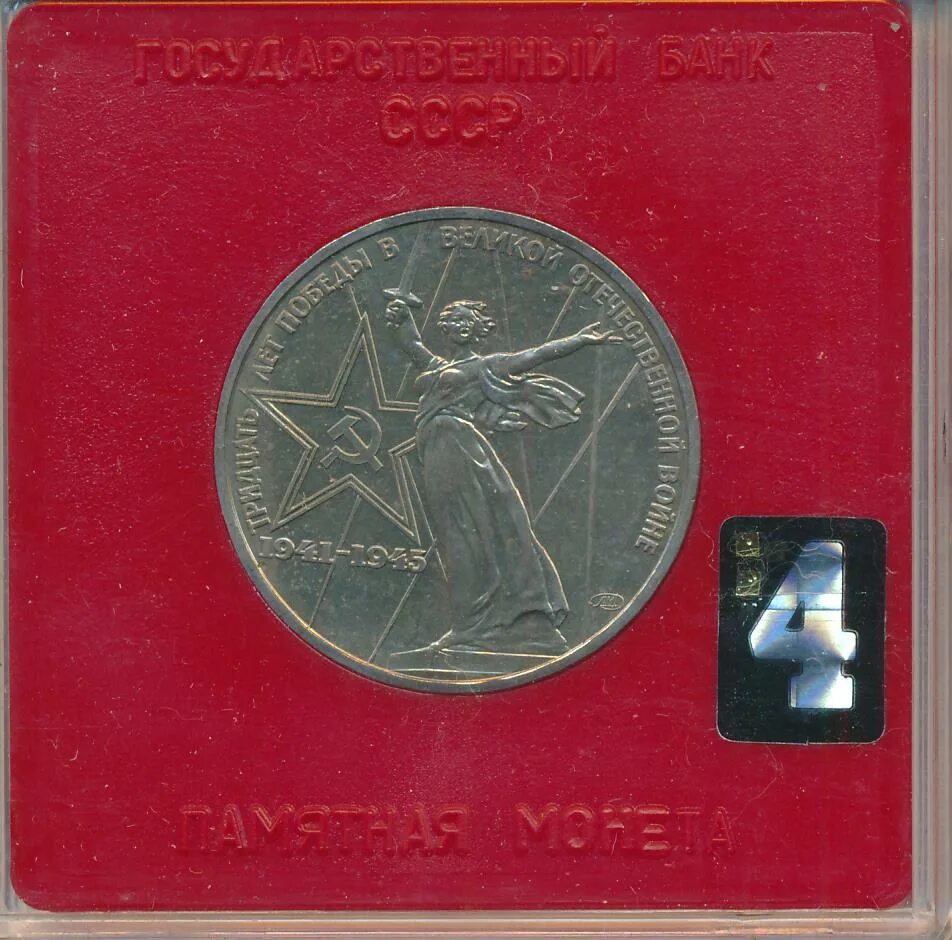 ГОСУДАРСТВЕННЫЙ БАНК
СССР
ТРИДЦАТЬ ЛЕТ ПОБЕДЫ В ВЕЛИКОЙ ОТЕЧЕСТВЕННОЙ ВОЙНЕ
1941-1945
ЛМД
4
ПАМЯТНАЯ МОНЕТА